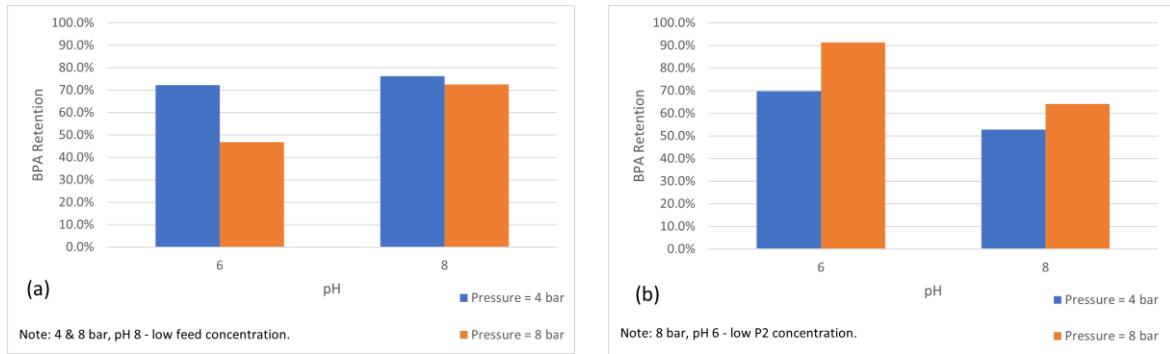 100.0%
90.0%
80.0%
70.0%
60.0%
50.0%
40.0%
30.0%
20.0%
10.0%
0.0%
BPA Retention
6
8
pH
(a)
Pressure = 4 bar
Pressure = 8 bar
Note: 4 & 8 bar, pH 8 - low feed concentration.
100.0%
90.0%
80.0%
70.0%
60.0%
50.0%
40.0%
30.0%
20.0%
10.0%
0.0%
BPA Retention
6
8
pH
(b)
Pressure = 4 bar
Pressure = 8 bar
Note: 8 bar, pH 6 - low P2 concentration.